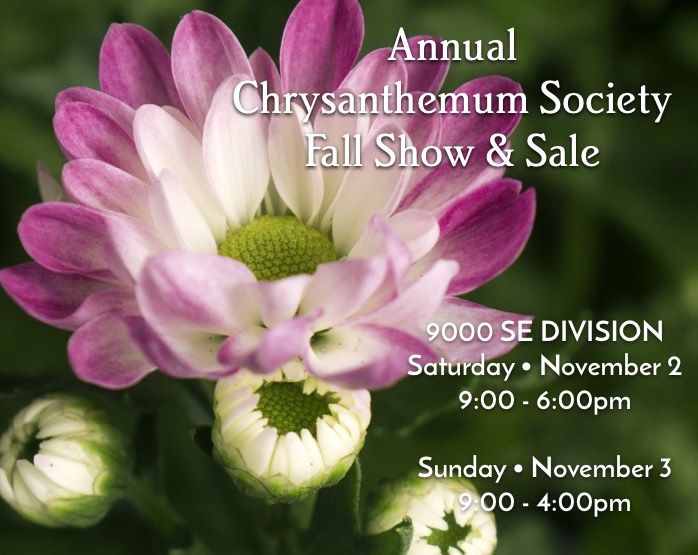 Annual
Chrysanthemum Society
Fall Show & Sale
9000 SE DIVISION
Saturday • November 2
9:00 - 6:00pm
Sunday • November 3
9:00 - 4:00pm